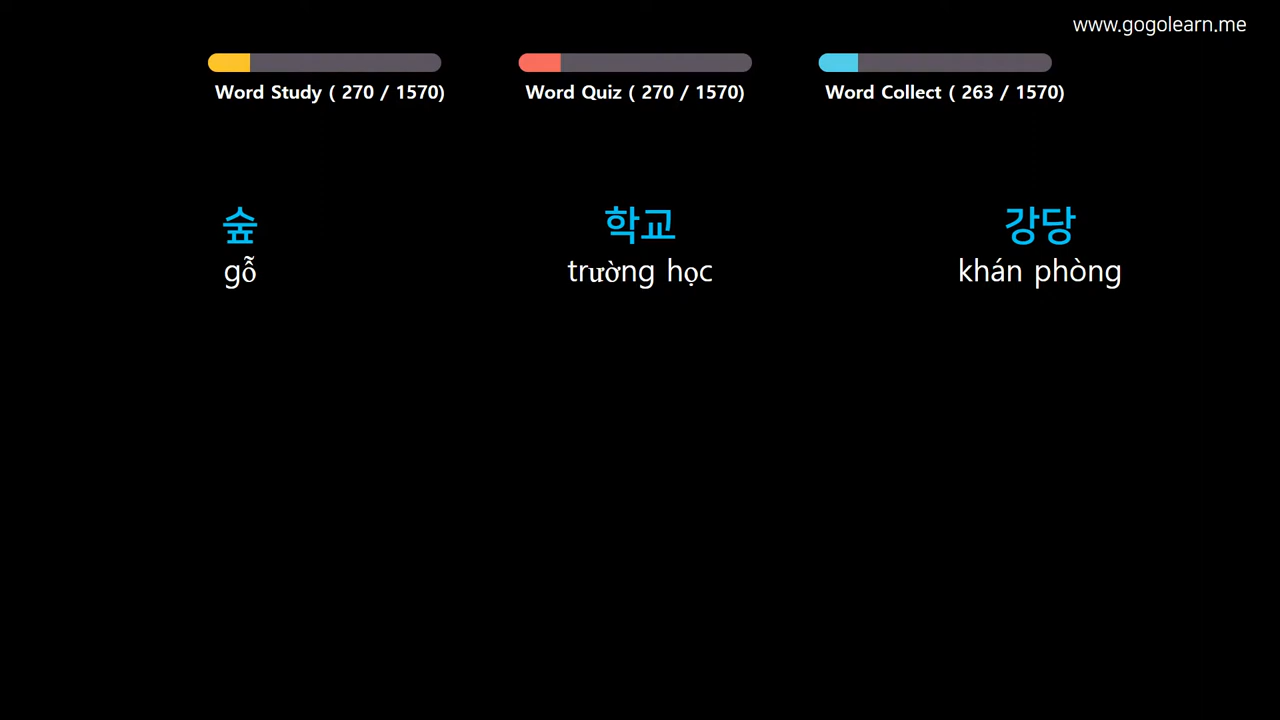 www.gogolearn.me
Word Study ( 270 / 1570)
Word Quiz ( 270 / 1570)
Word Collect ( 263 / 1570)
숲
gỗ
학교
trường học
강당
khán phòng